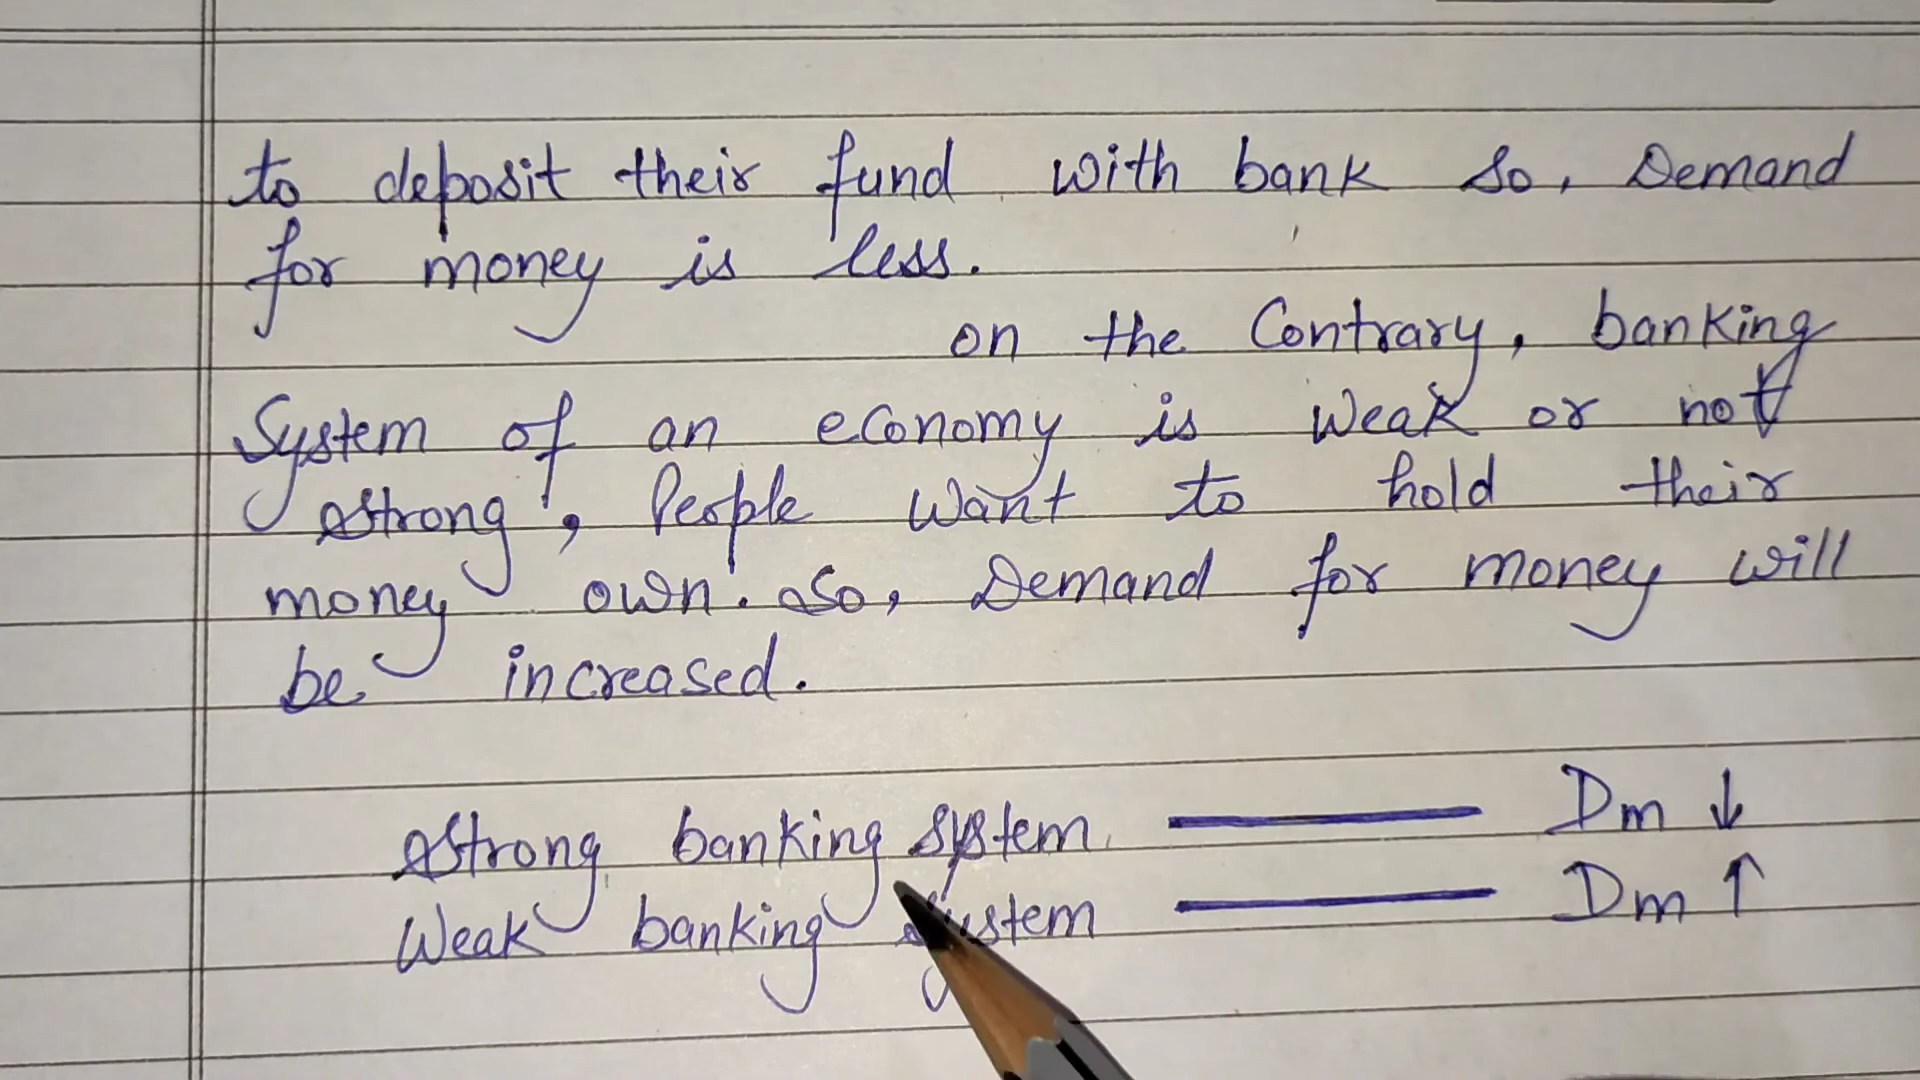 to deposit their fund with bank so, Demand
for money is less.
on the Contrary, banking
System of an economy is weak or not
strong, People want to hold their
money own. So, Demand for money will
be increased.
Strong banking system Dm ↓
Weak banking system Dm ↑